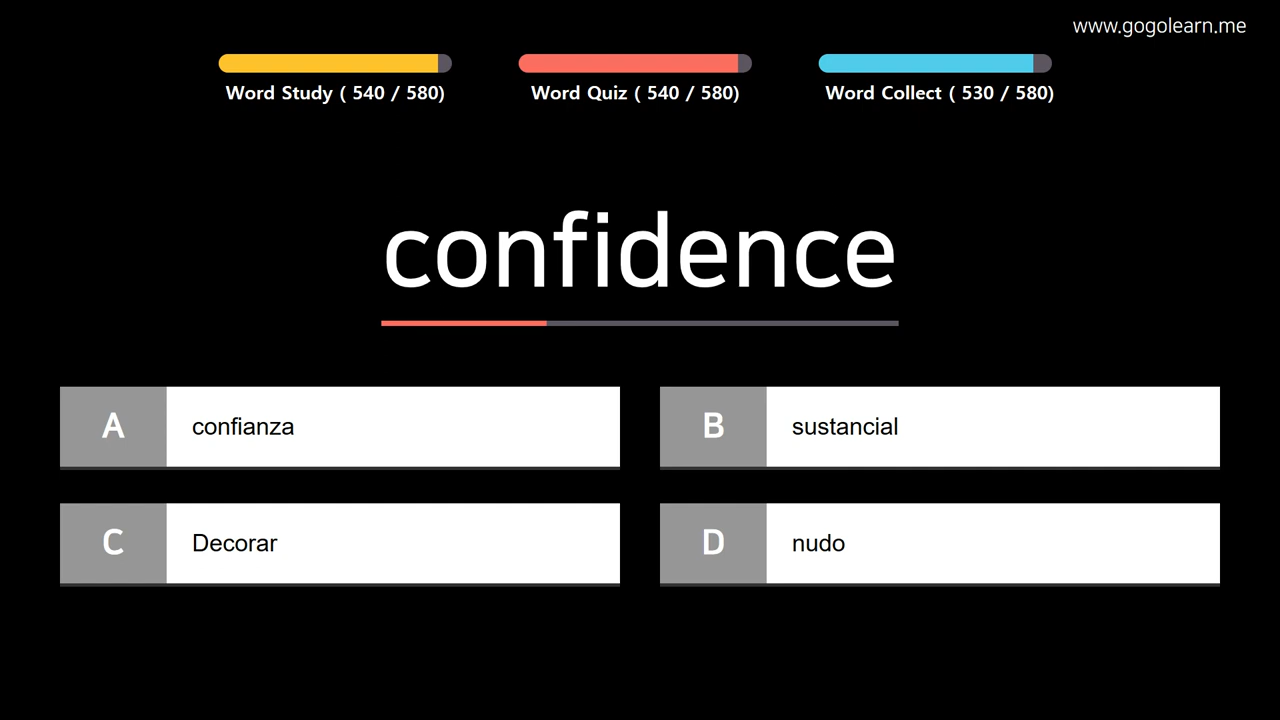 www.gogolearn.me
Word Study ( 540 / 580)
Word Quiz ( 540 / 580)
Word Collect ( 530 / 580)
confidence
A
confianza
B
sustancial
C
Decorar
D
nudo